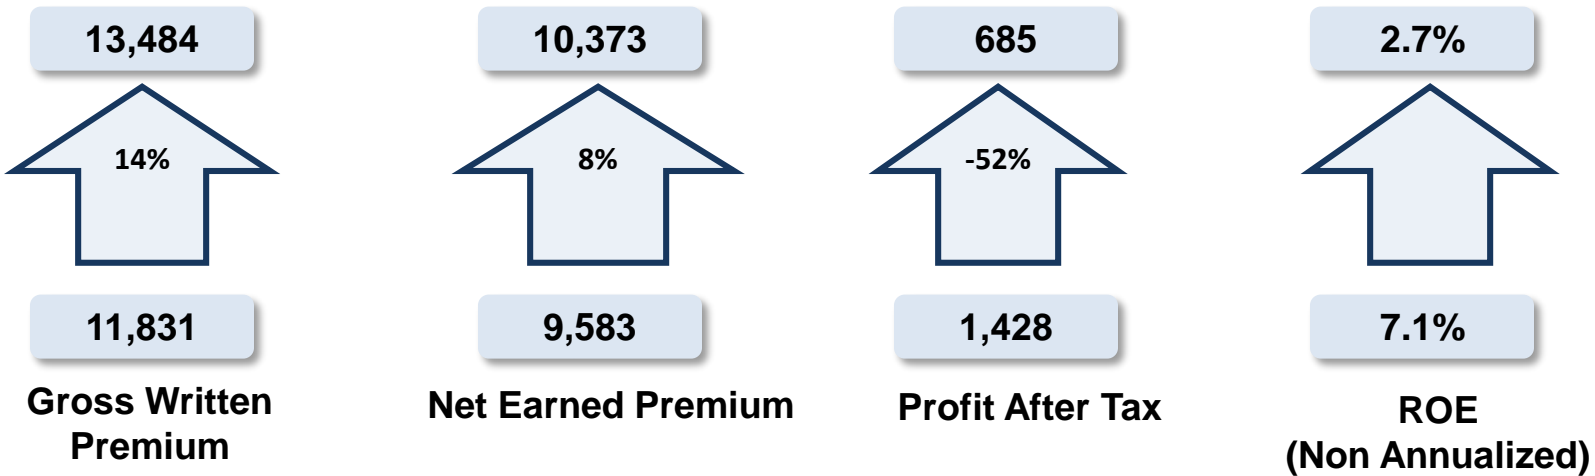 13,484
10,373
685
2.7%
14%
8%
-52%
11,831
9,583
1,428
7.1%
Gross Written
Premium
Net Earned Premium
Profit After Tax
ROE
(Non Annualized)